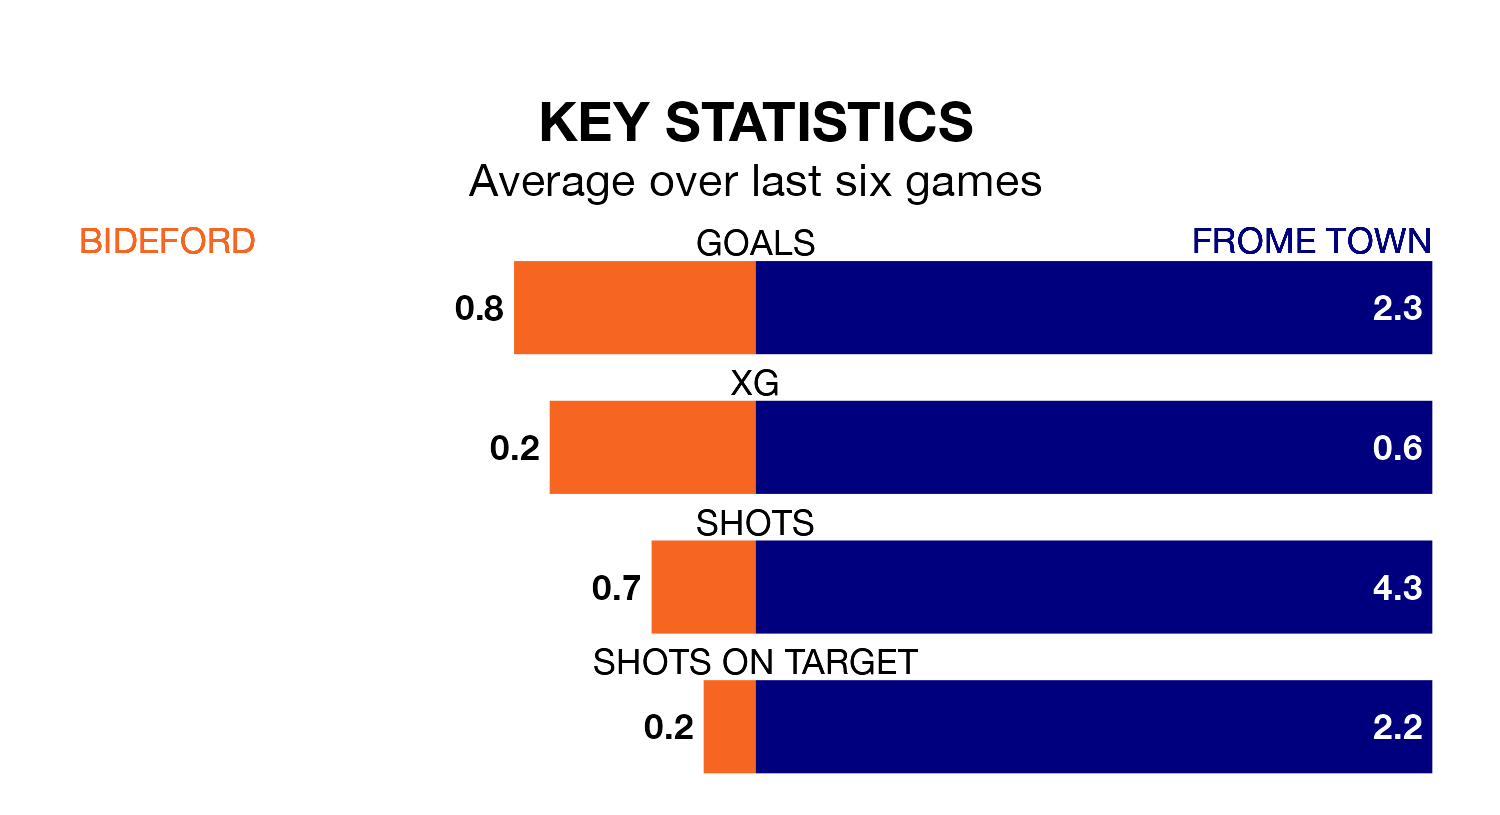 KEY STATISTICS
Average over last six games
BIDEFORD
GOALS
FROME TOWN
0.8
2.3
XG
0.2
0.6
SHOTS
0.7
4.3
SHOTS ON TARGET
0.2
2.2